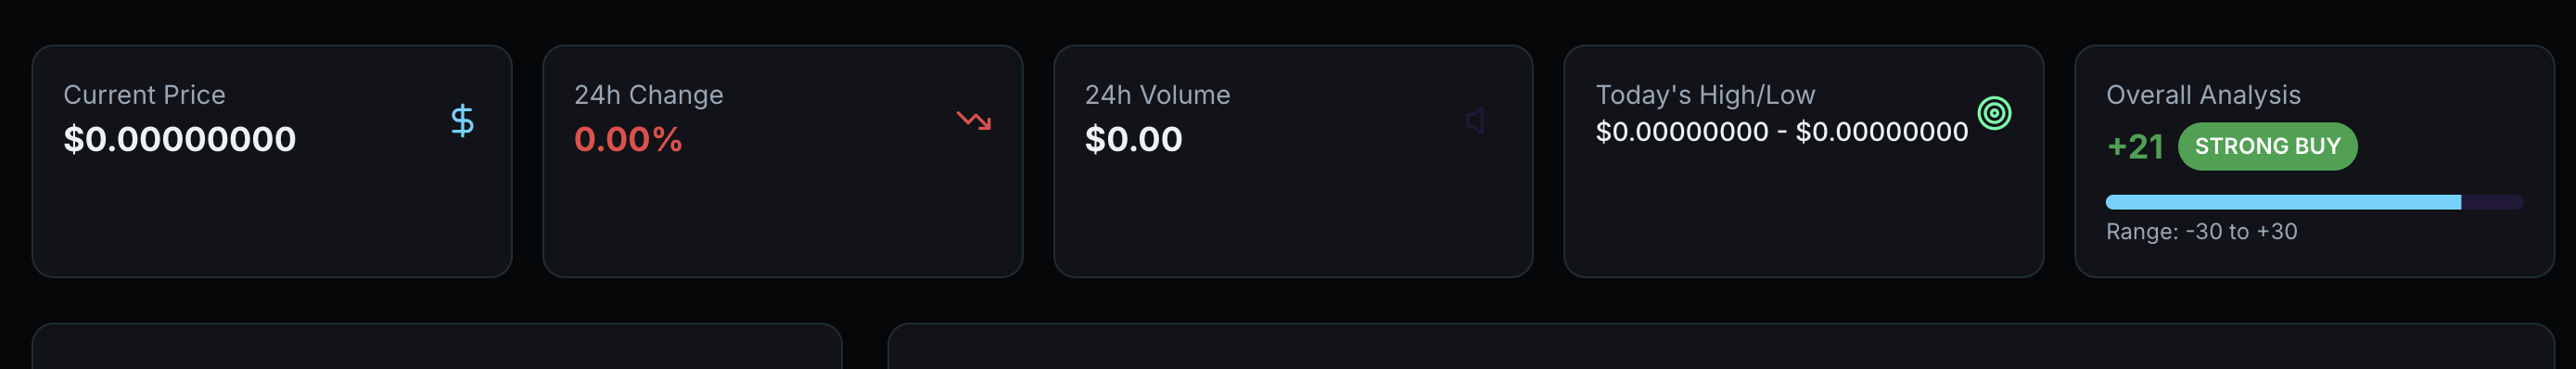 Current Price
$0.00000000
24h Change
0.00%
24h Volume
$0.00
Today's High/Low
$0.00000000 - $0.00000000
Overall Analysis
+21 STRONG BUY
Range: -30 to +30